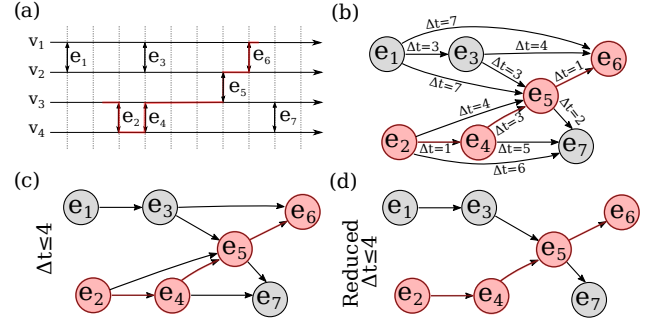 (a)
v1
v2
v3
v4
e1
e3
e6
e5
e2
e4
e7
(b)
Δt=7
e1
Δt=3
e3
Δt=4
e6
Δt=7
Δt=3
Δt=1
e5
Δt=4
Δt=3
Δt=2
e2
Δt=1
e4
Δt=5
e7
Δt=6
(c)
Δt≤4
e1
e3
e6
e5
e2
e4
e7
(d)
Reduced
Δt≤4
e1
e3
e6
e5
e2
e4
e7